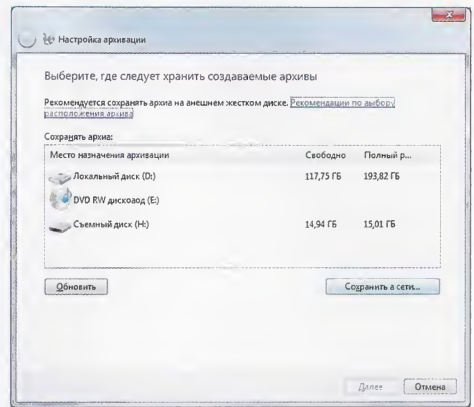 Настройка архивации
Выберите, где следует хранить создаваемые архивы
Рекомендуется сохранять архив на внешнем жестком диске. Рекомендации по выбору
расположения архива
Сохранять архив:
Место назначения архивации Свободно Полный р...
Локальный диск (D:) 117,75 ГБ 193,82 ГБ
DVD RW дисковод (E:)
Съемный диск (H:) 14,94 ГБ 15,01 ГБ
Обновить Сохранить в сети...
Далее Отмена